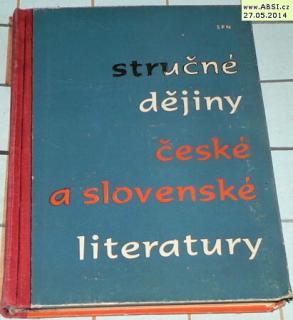 www.ABSI.cz
27.05.2014
SPN
stručné
dějiny
české
a slovenské
literatury